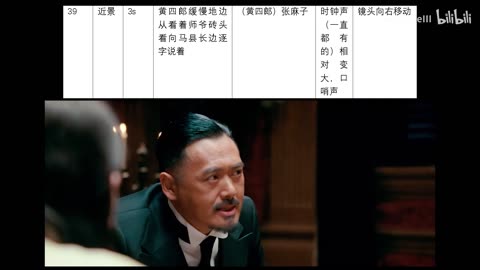 39
近景
3s
黄四郎缓慢地边
从看着师爷砖头
看向马县长边逐
字说着
（黄四郎）张麻子
时钟声
（一直
都有
的）相
对变
大，口
哨声
镜头向右移动
eIII bilibili